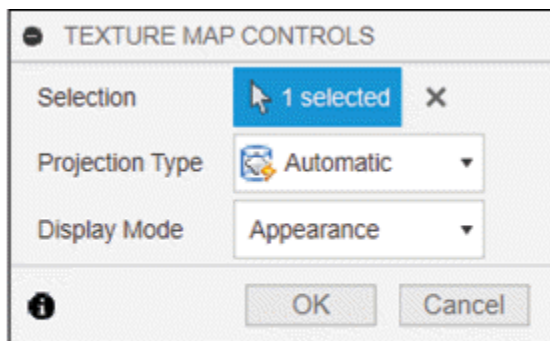 TEXTURE MAP CONTROLS
Selection 1 selected
Projection Type Automatic
Display Mode Appearance
OK Cancel